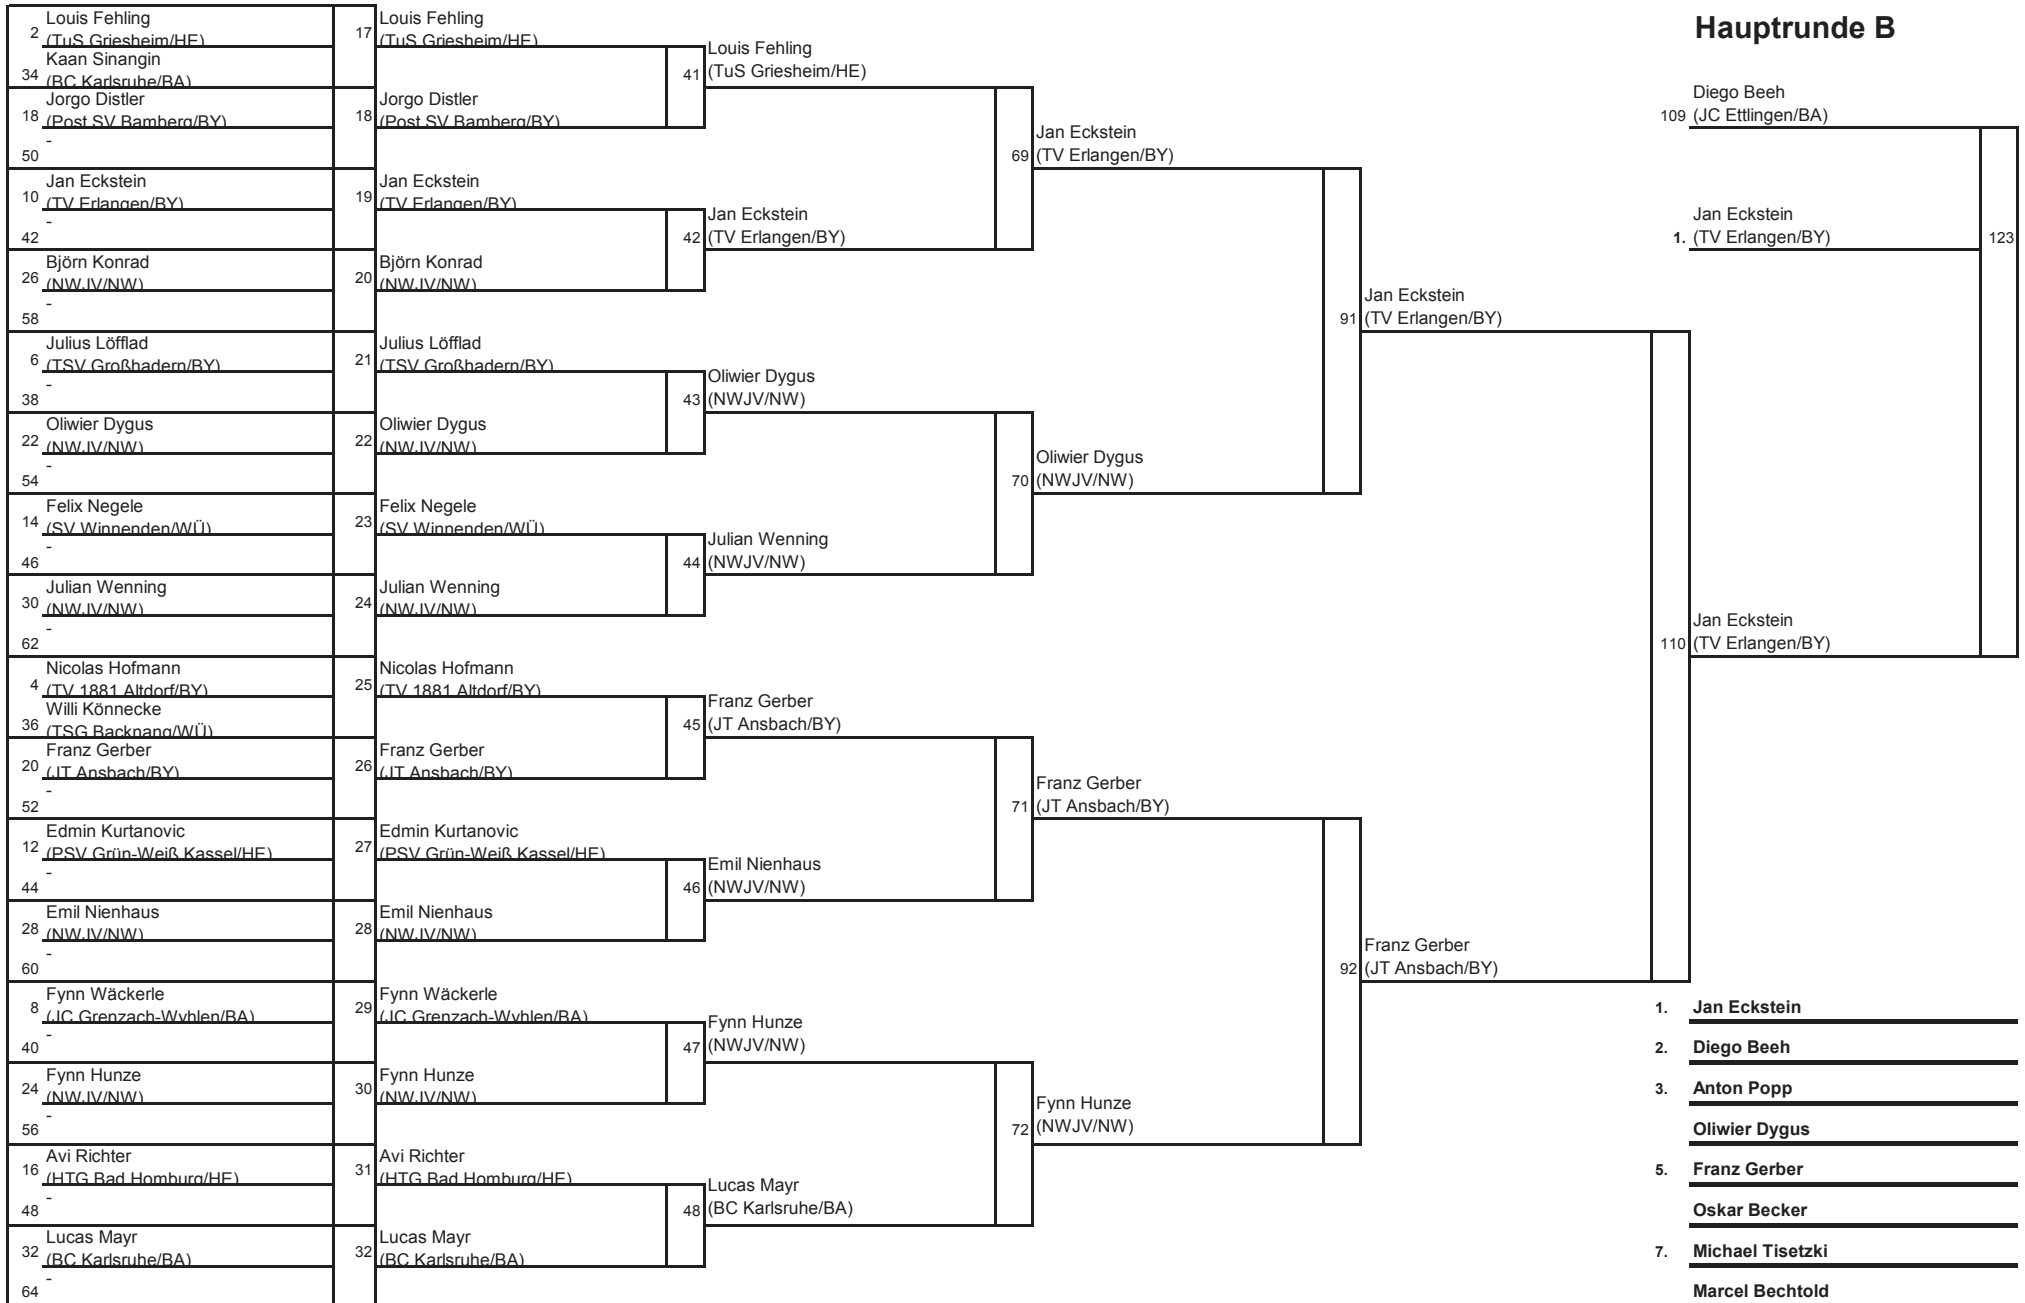 Hauptrunde B
2
Louis Fehling
(TuS Griesheim/HE)
34
Kaan Sinangin
(BC Karlsruhe/BA)
18
Jorgo Distler
(Post SV Bamberg/BY)
50
-
10
Jan Eckstein
(TV Erlangen/BY)
42
-
26
Björn Konrad
(NWJV/NW)
58
-
6
Julius Löfflad
(TSV Großhadern/BY)
38
-
22
Oliwier Dygus
(NWJV/NW)
54
-
14
Felix Negele
(SV Winnenden/WÜ)
46
-
30
Julian Wenning
(NWJV/NW)
62
-
4
Nicolas Hofmann
(TV 1881 Altdorf/BY)
36
Willi Könnecke
(TSG Backnang/WÜ)
20
Franz Gerber
(JT Ansbach/BY)
52
-
12
Edmin Kurtanovic
(PSV Grün-Weiß Kassel/HE)
44
-
28
Emil Nienhaus
(NWJV/NW)
60
-
8
Fynn Wäckerle
(JC Grenzach-Wyhlen/BA)
40
-
24
Fynn Hunze
(NWJV/NW)
56
-
16
Avi Richter
(HTG Bad Homburg/HE)
48
-
32
Lucas Mayr
(BC Karlsruhe/BA)
64
-
17
Louis Fehling
(TuS Griesheim/HE)
18
Jorgo Distler
(Post SV Bamberg/BY)
19
Jan Eckstein
(TV Erlangen/BY)
20
Björn Konrad
(NWJV/NW)
21
Julius Löfflad
(TSV Großhadern/BY)
22
Oliwier Dygus
(NWJV/NW)
23
Felix Negele
(SV Winnenden/WÜ)
24
Julian Wenning
(NWJV/NW)
25
Nicolas Hofmann
(TV 1881 Altdorf/BY)
26
Franz Gerber
(JT Ansbach/BY)
27
Edmin Kurtanovic
(PSV Grün-Weiß Kassel/HE)
28
Emil Nienhaus
(NWJV/NW)
29
Fynn Wäckerle
(JC Grenzach-Wyhlen/BA)
30
Fynn Hunze
(NWJV/NW)
31
Avi Richter
(HTG Bad Homburg/HE)
32
Lucas Mayr
(BC Karlsruhe/BA)
41
Louis Fehling
(TuS Griesheim/HE)
42
Jan Eckstein
(TV Erlangen/BY)
43
Oliwier Dygus
(NWJV/NW)
44
Julian Wenning
(NWJV/NW)
45
Franz Gerber
(JT Ansbach/BY)
46
Emil Nienhaus
(NWJV/NW)
47
Fynn Hunze
(NWJV/NW)
48
Lucas Mayr
(BC Karlsruhe/BA)
69
Jan Eckstein
(TV Erlangen/BY)
70
Oliwier Dygus
(NWJV/NW)
71
Franz Gerber
(JT Ansbach/BY)
72
Fynn Hunze
(NWJV/NW)
91
Jan Eckstein
(TV Erlangen/BY)
92
Franz Gerber
(JT Ansbach/BY)
109
Diego Beeh
(JC Ettlingen/BA)
1.
Jan Eckstein
(TV Erlangen/BY)
123
110
Jan Eckstein
(TV Erlangen/BY)
1. Jan Eckstein
2. Diego Beeh
3. Anton Popp
Oliwier Dygus
5. Franz Gerber
Oskar Becker
7. Michael Tisetzki
Marcel Bechtold